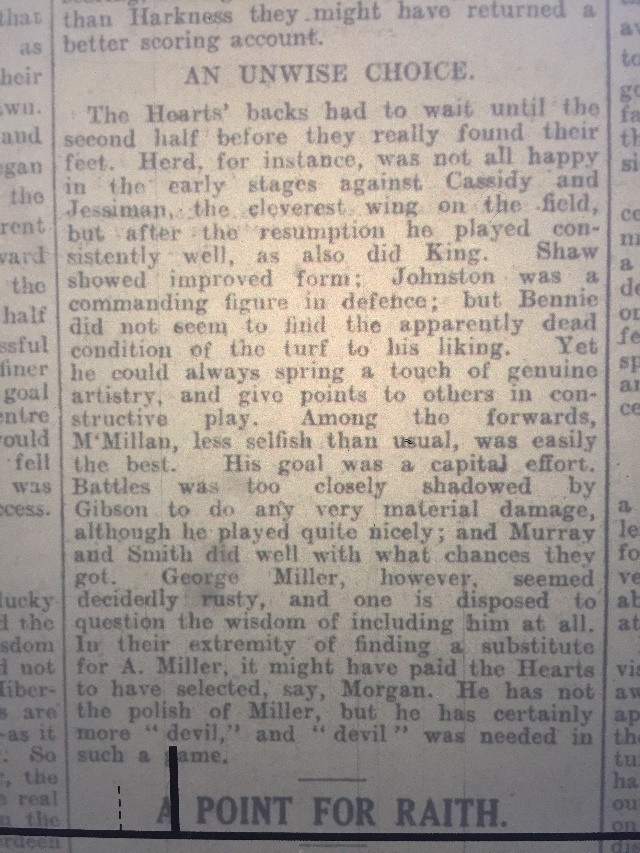 than Harkness they might have returned a
better scoring account.
AN UNWISE CHOICE.
The Hearts' backs had to wait until the
second half before they really found their
feet. Herd, for instance, was not all happy
in the early stages against Cassidy and
Jessiman, the cleverest wing on the field,
but after the resumption he played con-
sistently well, as also did King. Shaw
showed improved form; Johnston was a
commanding figure in defence; but Bennie
did not seem to find the apparently dead
condition of the turf to his liking. Yet
he could always spring a touch of genuine
artistry, and give points to others in con-
structive play. Among the forwards,
M'Millan, less selfish than usual, was easily
the best. His goal was a capital effort.
Battles was too closely shadowed by
Gibson to do any very material damage,
although he played quite nicely; and Murray
and Smith did well with what chances they
got. George Miller, however, seemed
decidedly rusty, and one is disposed to
question the wisdom of including him at all.
In their extremity of finding a substitute
for A. Miller, it might have paid the Hearts
to have selected, say, Morgan. He has not
the polish of Miller, but he has certainly
more "devil," and "devil" was needed in
such a game.
A POINT FOR RAITH.